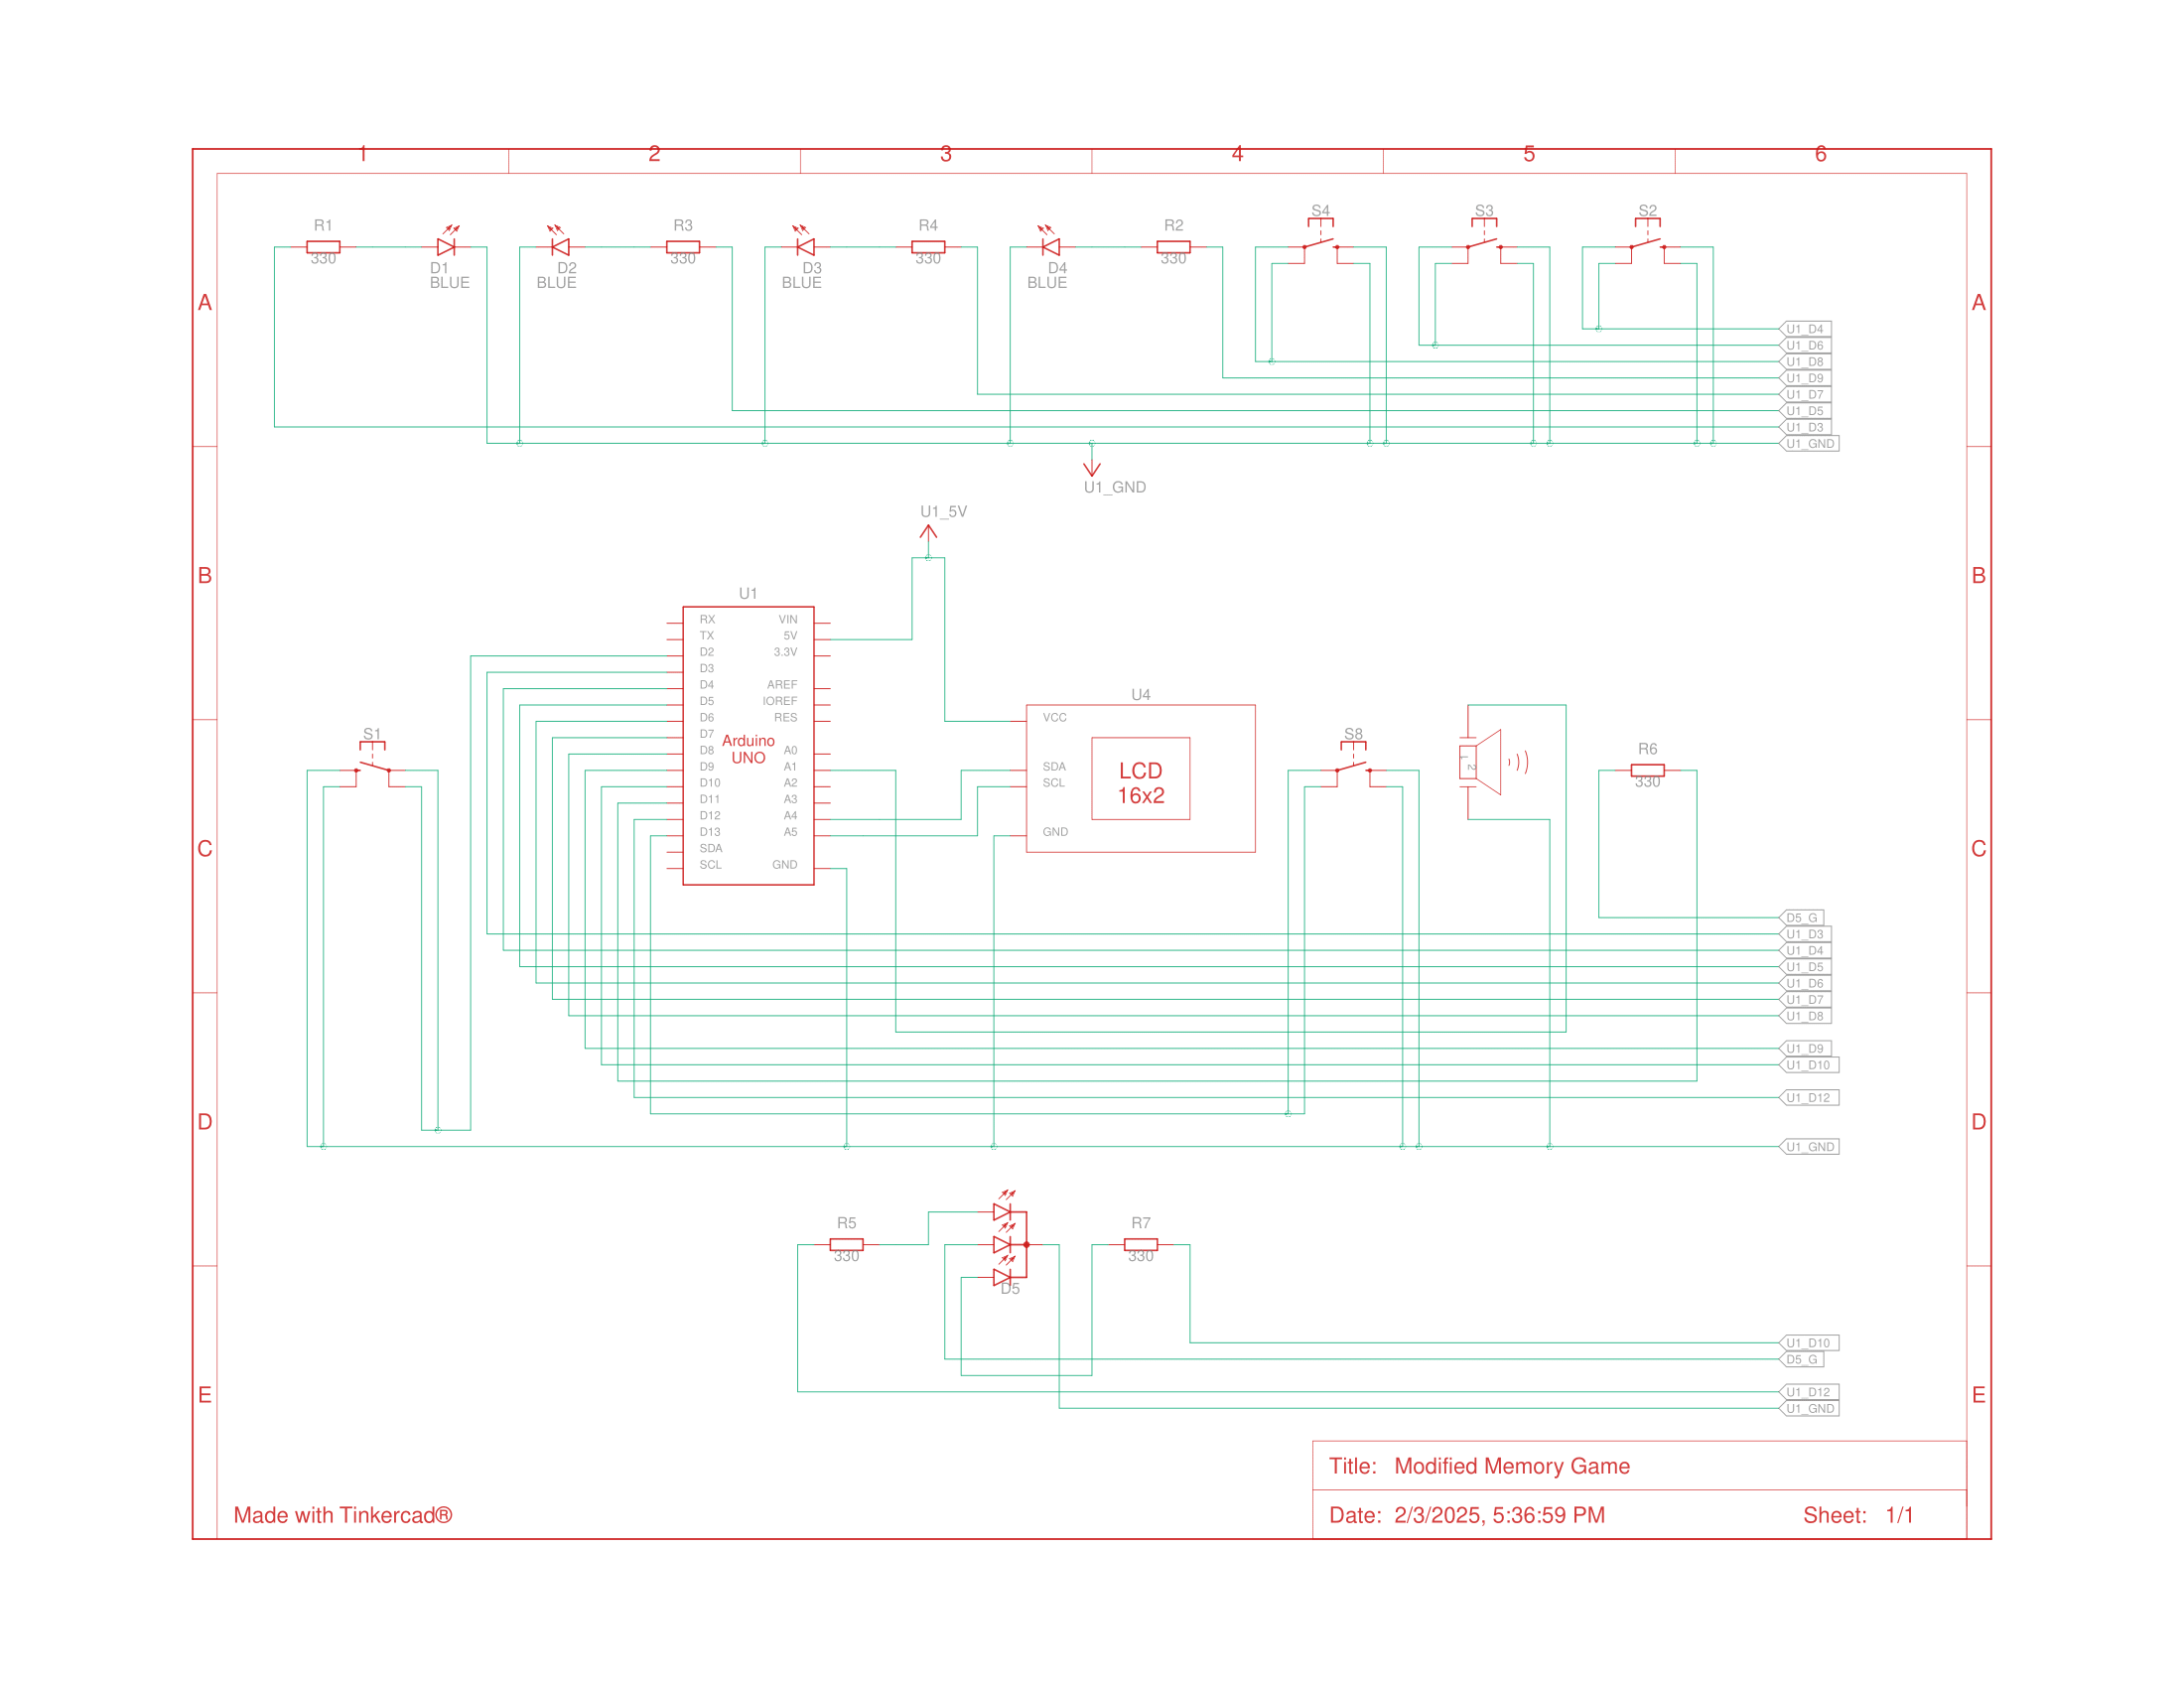 1 2 3 4 5 6
A A
R1 330
D1 BLUE
D2 BLUE
R3 330
D3 BLUE
R4 330
D4 BLUE
R2 330
S4
S3
S2
U1_D4
U1_D6
U1_D8
U1_D9
U1_D7
U1_D5
U1_D3
U1_GND
U1_GND
B B
U1_5V
U1
RX VIN
TX 5V
D2 3.3V
D3
D4 AREF
D5 IOREF
D6 RES
D7
Arduino
UNO
D8 A0
D9 A1
D10 A2
D11 A3
D12 A4
D13 A5
SDA
SCL GND
U4
VCC
SDA
SCL
GND
LCD
16x2
S1
S8
1 2
R6
330
C C
D5_G
U1_D3
U1_D4
U1_D5
U1_D6
U1_D7
U1_D8
U1_D9
U1_D10
U1_D12
U1_GND
D D
R5
330
D5
R7
330
U1_D10
D5_G
U1_D12
U1_GND
E E
Title: Modified Memory Game
Made with Tinkercad®
Date: 2/3/2025, 5:36:59 PM Sheet: 1/1